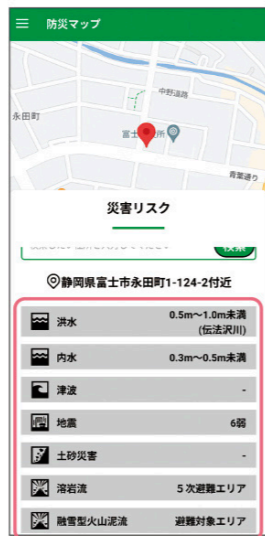 防災マップ
中野道路
永田町
富士 所
青葉通り
災害リスク
検索
◎静岡県富士市永田町1-124-2付近
洪水 0.5m〜1.0m未満
(伝法沢川)
内水 0.3m〜0.5m未満
津波 -
地震 6弱
土砂災害 -
溶岩流 5次避難エリア
融雪型火山泥流 避難対象エリア